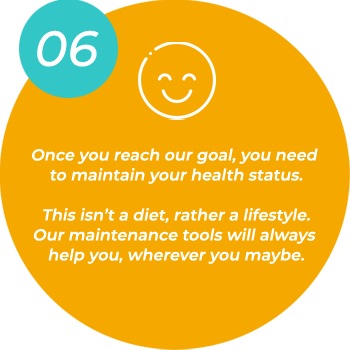 06
Once you reach our goal, you need
to maintain your health status.
This isn't a diet, rather a lifestyle.
Our maintenance tools will always
help you, wherever you maybe.